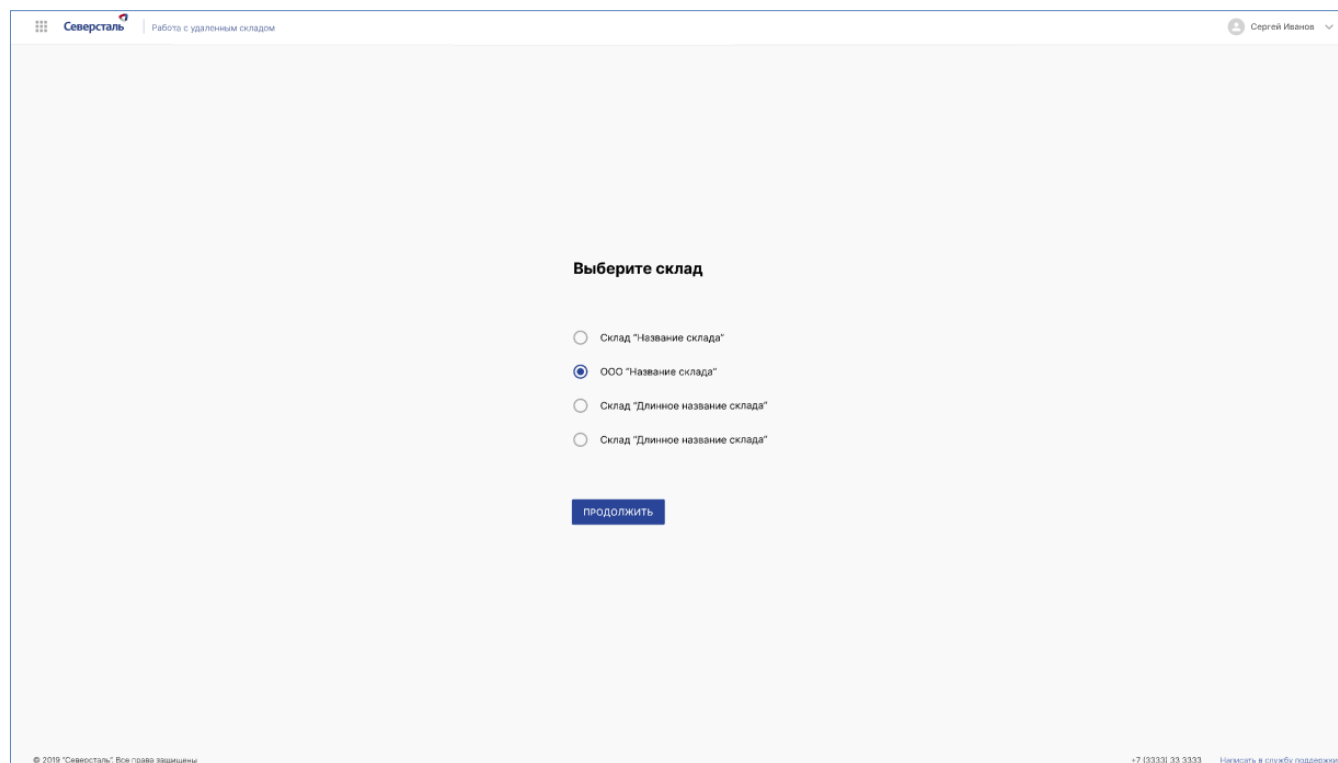 Северсталь
Работа с удаленным складом
Сергей Иванов
Выберите склад
Склад "Название склада"
ООО "Название склада"
Склад "Длинное название склада"
Склад "Длинное название склада"
ПРОДОЛЖИТЬ
© 2019 "Северсталь". Все права защищены
+7 (3333) 33 3333
Написать в службу поддержки